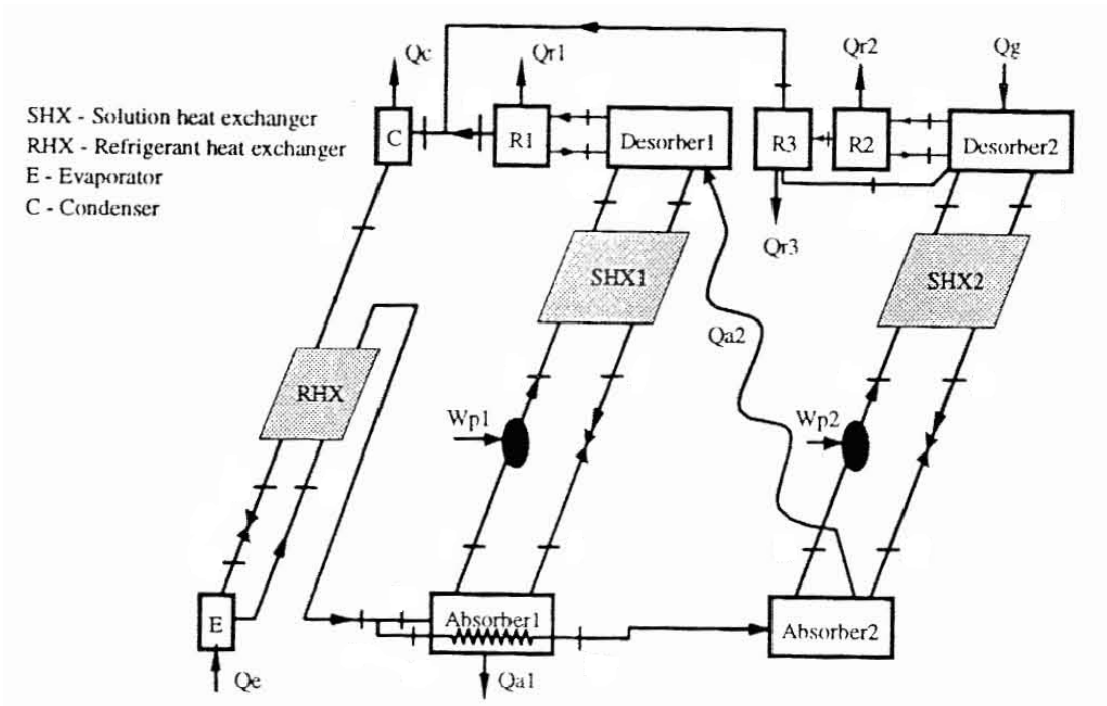 Qc
Qr1
Qr2
Qg
SHX - Solution heat exchanger
RHX - Refrigerant heat exchanger
E - Evaporator
C - Condenser
C
R1
Desorber1
R3
R2
Desorber2
Qr3
SHX1
SHX2
Qa2
RHX
Wp1
Wp2
E
Absorber1
Absorber2
Qe
Qa1